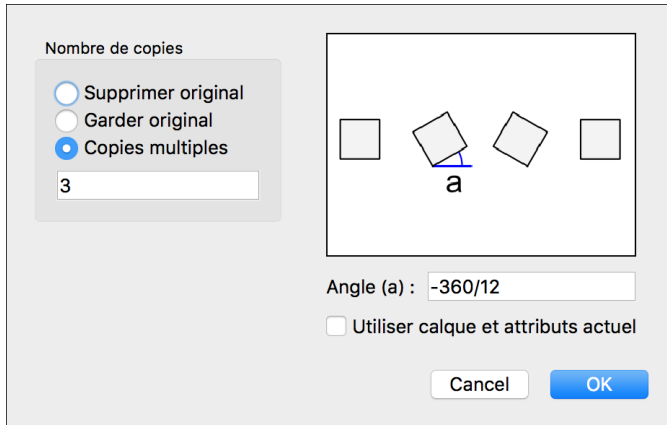 Nombre de copies
Supprimer original
Garder original
Copies multiples
3
a
Angle (a) : -360/12
Utiliser calque et attributs actuel
Cancel OK